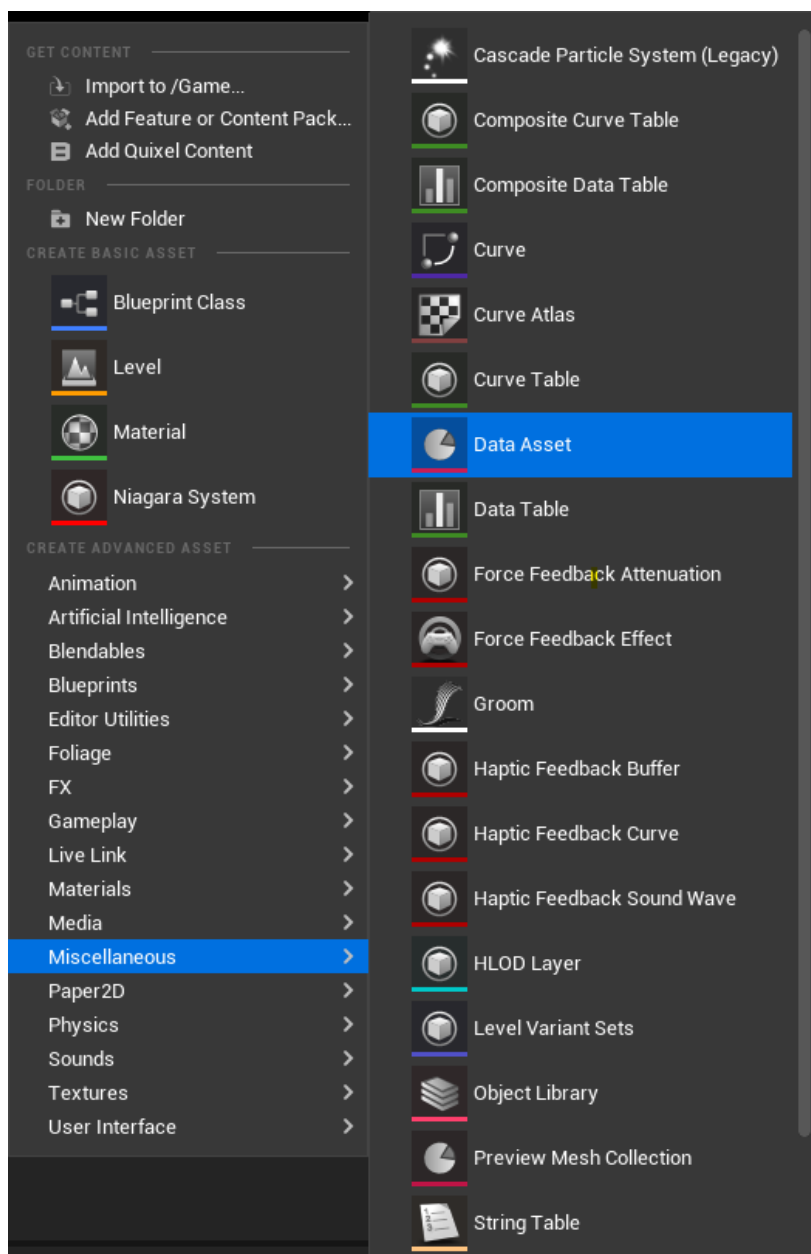 GET CONTENT
Import to /Game...
Add Feature or Content Pack...
Add Quixel Content
FOLDER
New Folder
CREATE BASIC ASSET
Blueprint Class
Level
Material
Niagara System
CREATE ADVANCED ASSET
Animation
Artificial Intelligence
Blendables
Blueprints
Editor Utilities
Foliage
FX
Gameplay
Live Link
Materials
Media
Miscellaneous
Paper2D
Physics
Sounds
Textures
User Interface
Cascade Particle System (Legacy)
Composite Curve Table
Composite Data Table
Curve
Curve Atlas
Curve Table
Data Asset
Data Table
Force Feedback Attenuation
Force Feedback Effect
Groom
Haptic Feedback Buffer
Haptic Feedback Curve
Haptic Feedback Sound Wave
HLOD Layer
Level Variant Sets
Object Library
Preview Mesh Collection
String Table